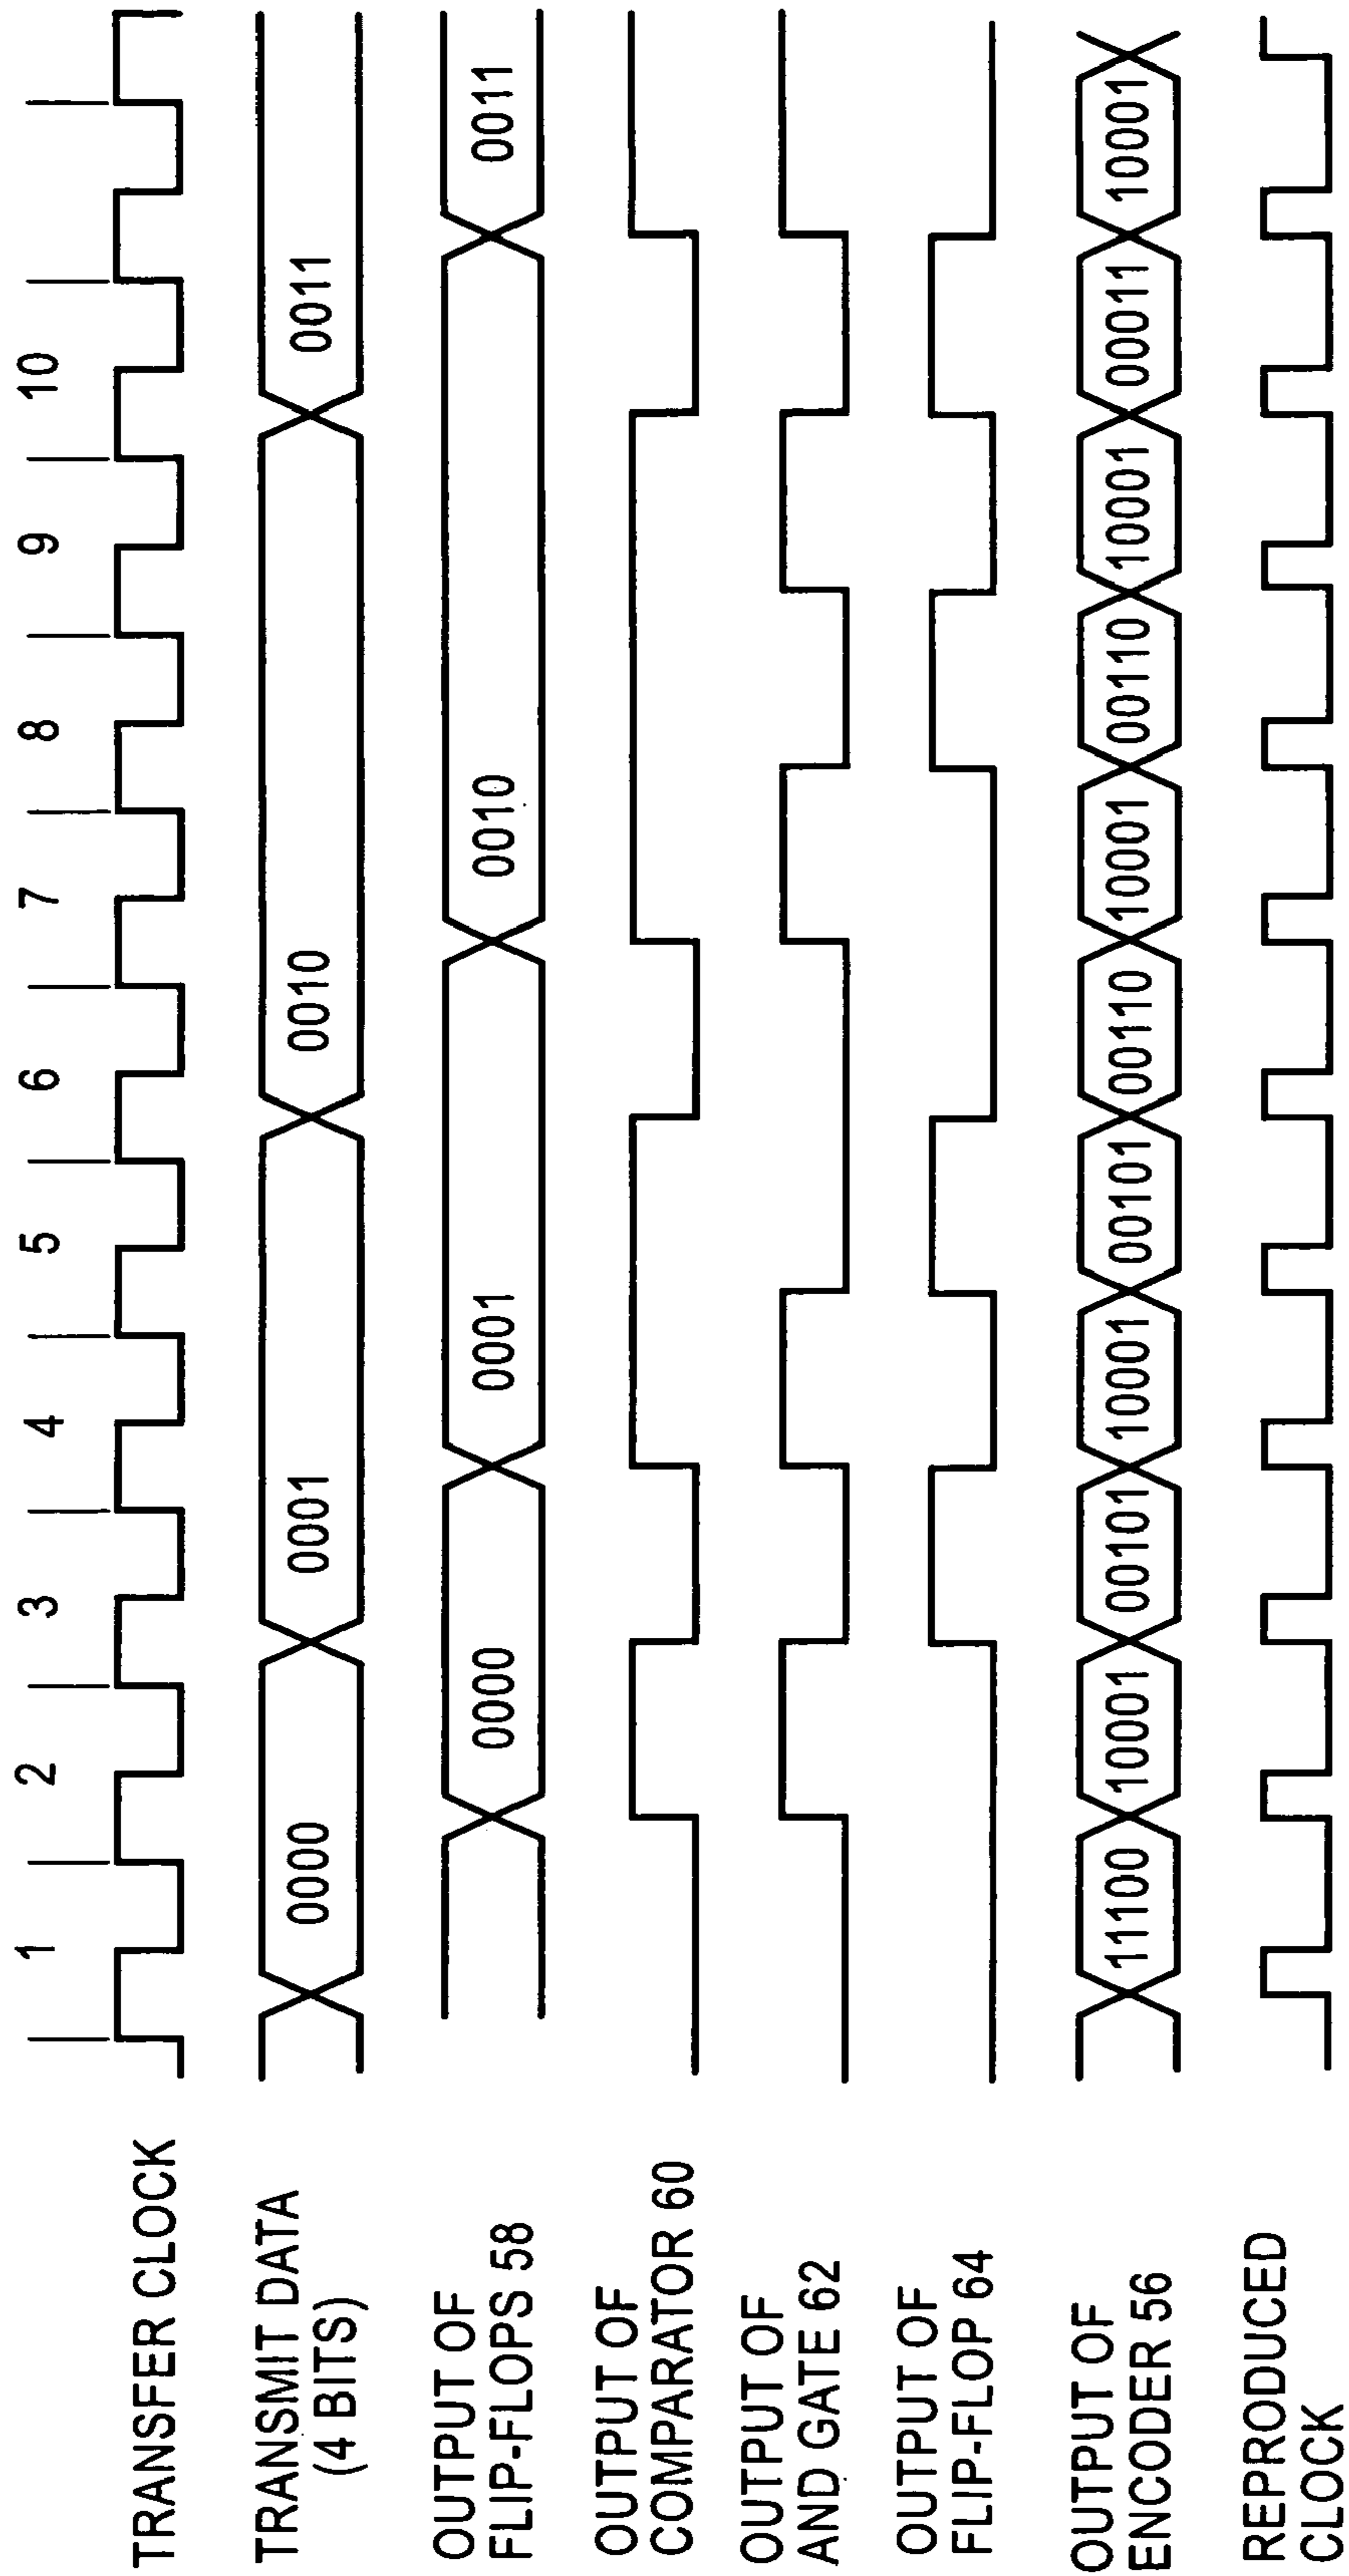 1 2 3 4 5 6 7 8 9 10
TRANSFER CLOCK
TRANSMIT DATA
(4 BITS)
0000 0001 0010 0011
OUTPUT OF
FLIP-FLOPS 58
0000 0001 0010 0011
OUTPUT OF
COMPARATOR 60
OUTPUT OF
AND GATE 62
OUTPUT OF
FLIP-FLOP 64
OUTPUT OF
ENCODER 56
11100 10001 00101 10001 00101 00110 10001 00110 10001 00011 10001
REPRODUCED
CLOCK